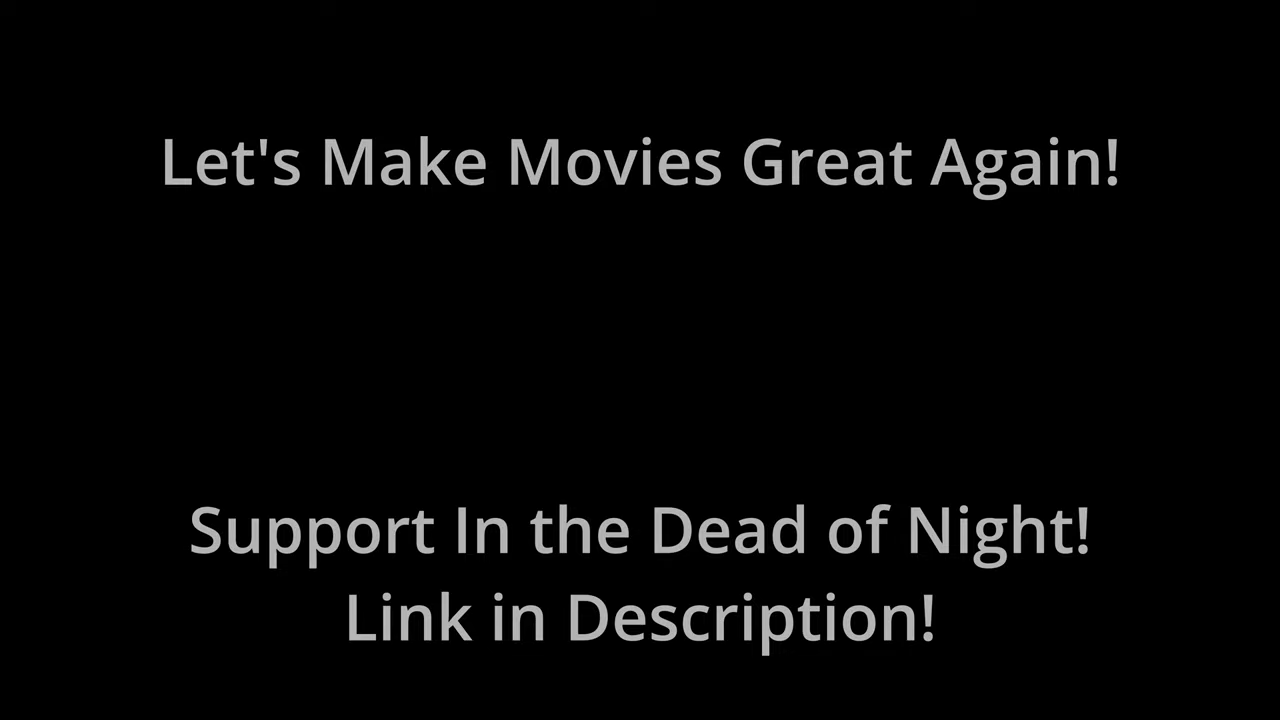 Let's Make Movies Great Again!
Support In the Dead of Night!
Link in Description!